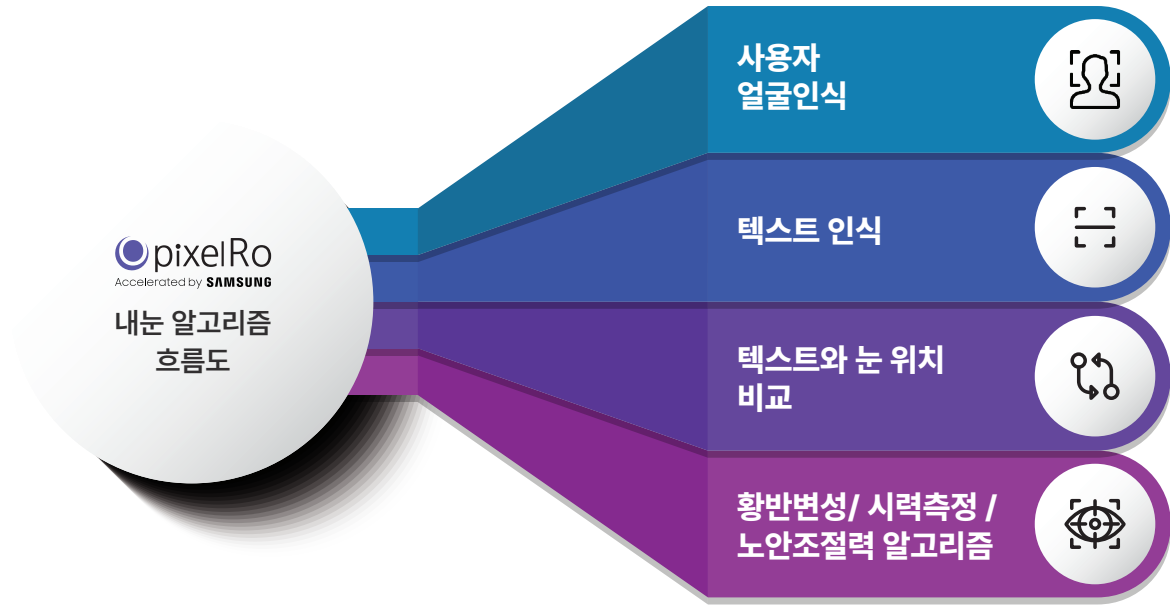 pixelRo
Accelerated by SAMSUNG
내눈 알고리즘
흐름도
사용자
얼굴인식
텍스트 인식
텍스트와 눈 위치
비교
황반변성/ 시력측정 /
노안조절력 알고리즘